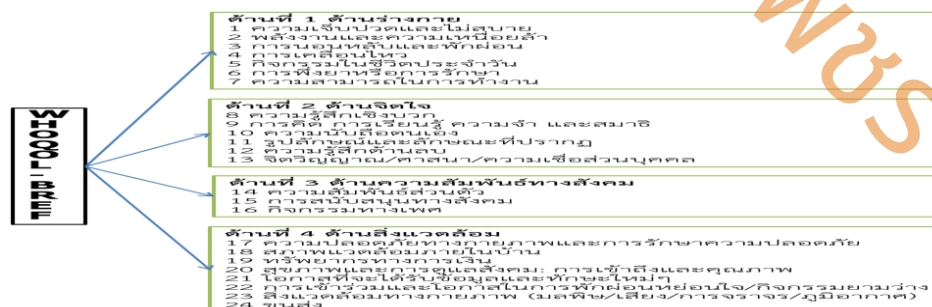 WHOQOL-BREF
ด้านที่ 1 ด้านร่างกาย
1 ความเจ็บปวดและไม่สุขบาย
2 พลังงานและความเหนื่อยล้า
3 การนอนหลับและพักผ่อน
4 การเคลื่อนไหว
5 กิจกรรมในชีวิตประจำวัน
6 การพึ่งยาหรือการรักษา
7 ความสามารถในการทำงาน
ด้านที่ 2 ด้านจิตใจ
8 ความรู้สึกเชิงบวก
9 การคิด การเรียนรู้ ความจำ และสมาธิ
10 ความนับถือตนเอง
11 รูปลักษณ์และลักษณะที่ปรากฏ
12 ความรู้สึกด้านลบ
13 จิตวิญญาณ/ศาสนา/ความเชื่อส่วนบุคคล
ด้านที่ 3 ด้านความสัมพันธ์ทางสังคม
14 ความสัมพันธ์ส่วนตัว
15 การสนับสนุนทางสังคม
16 กิจกรรมทางเพศ
ด้านที่ 4 ด้านสิ่งแวดล้อม
17 ความปลอดภัยทางกายภาพและการรักษาความปลอดภัย
18 สภาพแวดล้อมภายในบ้าน
19 ทรัพยากรทางการเงิน
20 สุขภาพและการดูแลสังคม: การเข้าถึงและคุณภาพ
21 โอกาสที่จะได้รับข้อมูลและทักษะใหม่ๆ
22 การเข้าร่วมและโอกาสในการพักผ่อนหย่อนใจ/กิจกรรมยามว่าง
23 สิ่งแวดล้อมทางกายภาพ (มลพิษ/เสียง/การจราจร/ภูมิอากาศ)
24 ขนส่ง
พชร